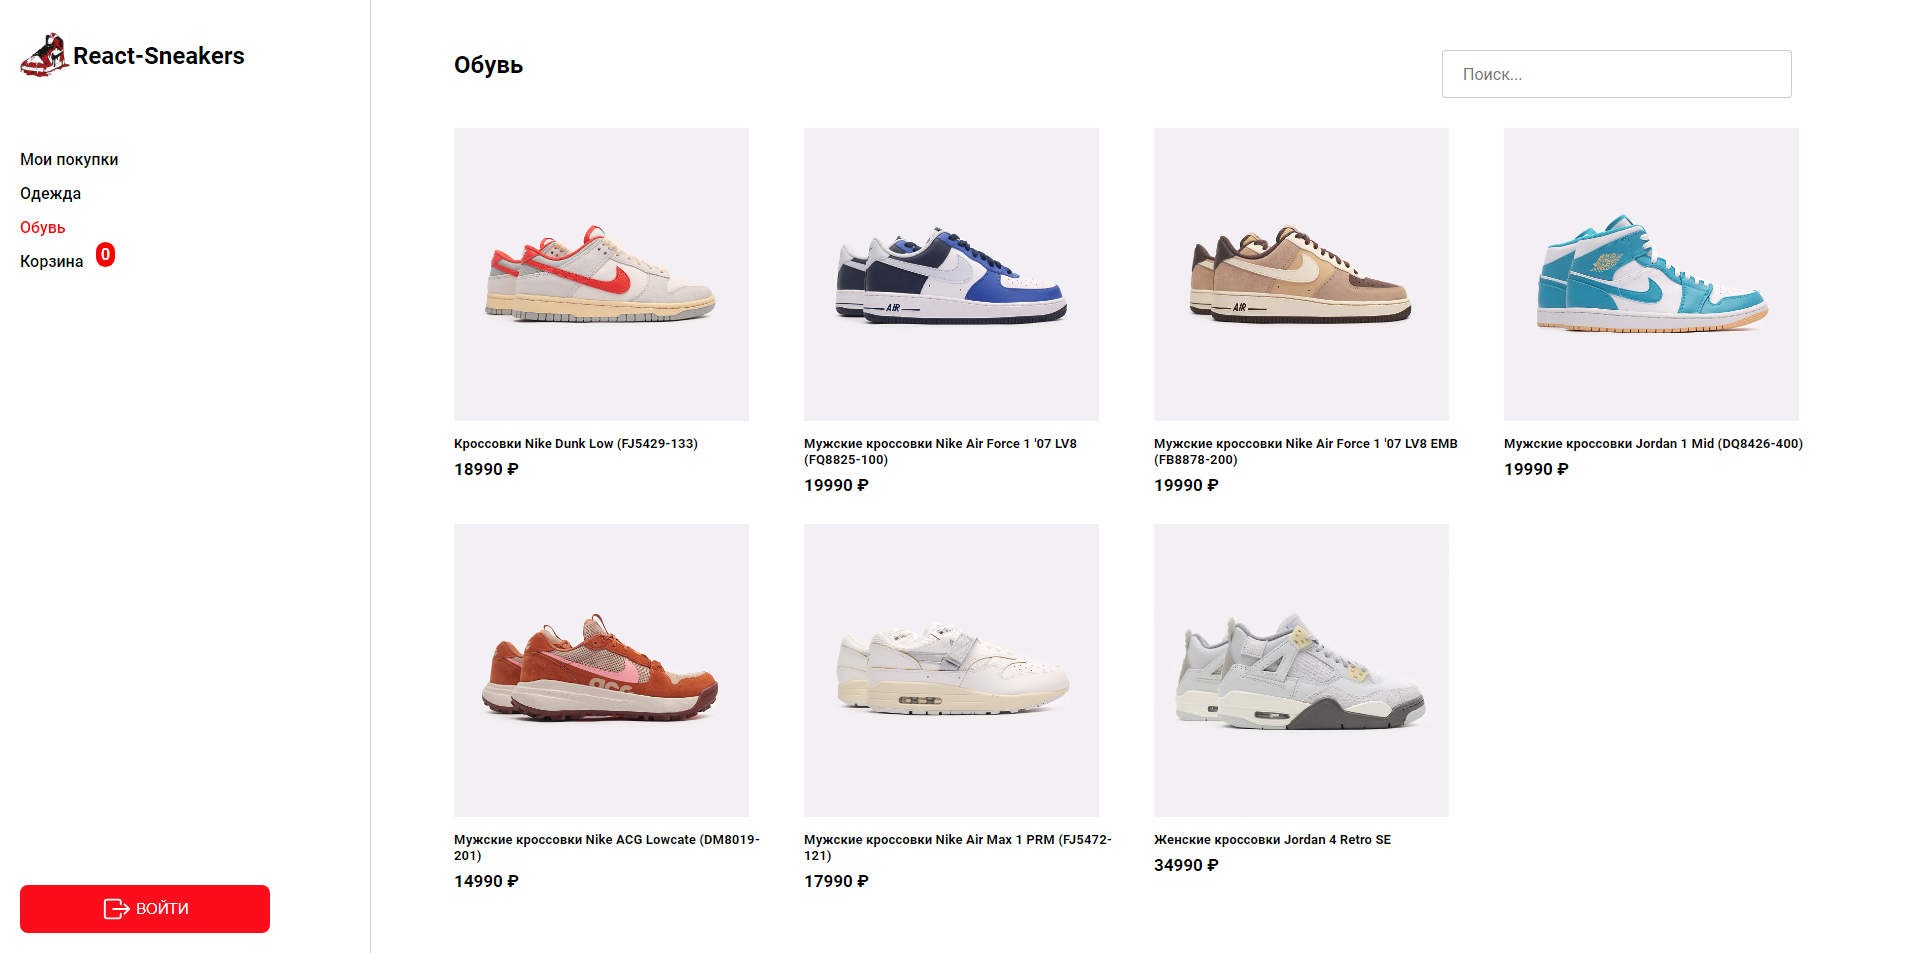 React-Sneakers
Мои покупки
Одежда
Обувь
Корзина 0
ВОЙТИ
Обувь
Поиск...
Кроссовки Nike Dunk Low (FJ5429-133)
18990 ₽
AIR
Мужские кроссовки Nike Air Force 1 '07 LV8
(FQ8825-100)
19990 ₽
AIR
Мужские кроссовки Nike Air Force 1 '07 LV8 EMB
(FB8878-200)
19990 ₽
Мужские кроссовки Jordan 1 Mid (DQ8426-400)
19990 ₽
Мужские кроссовки Nike ACG Lowcate (DM8019-
201)
14990 ₽
Мужские кроссовки Nike Air Max 1 PRM (FJ5472-
121)
17990 ₽
Женские кроссовки Jordan 4 Retro SE
34990 ₽